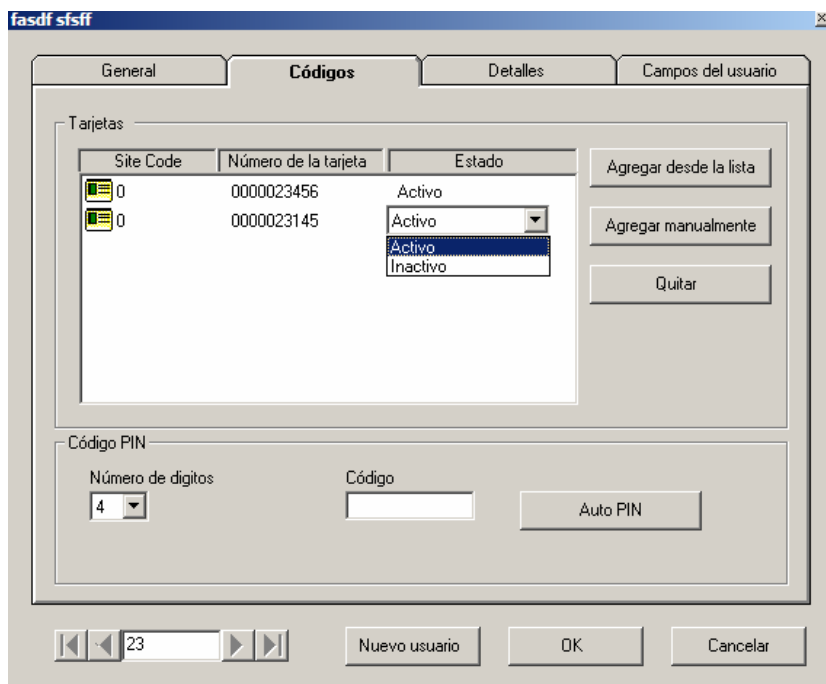 fasdf sfsff
General Códigos Detalles Campos del usuario
Tarjetas
Site Code Número de la tarjeta Estado
0 0000023456 Activo
0 0000023145 Activo
Activo
Inactivo
Agregar desde la lista
Agregar manualmente
Quitar
Código PIN
Número de digitos Código
4
Auto PIN
23 Nuevo usuario OK Cancelar